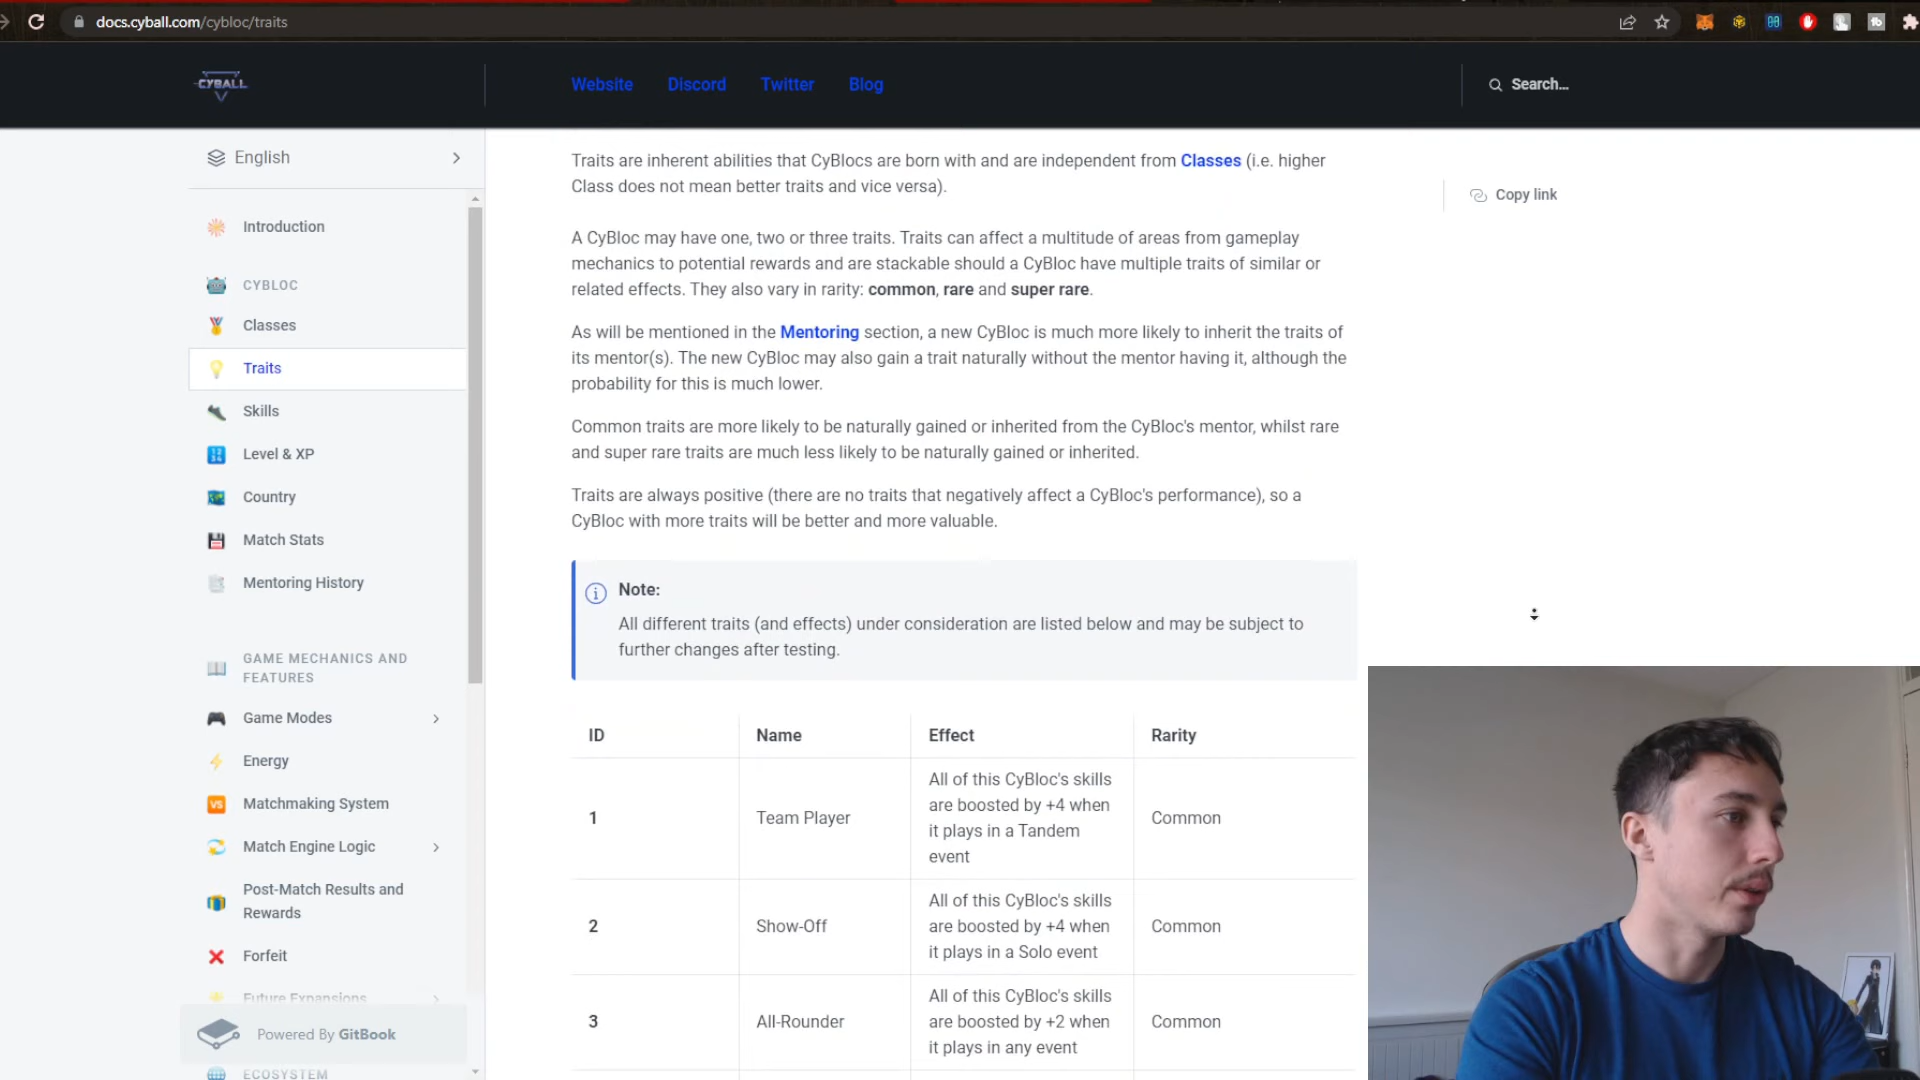 docs.cyball.com/cybloc/traits
CYBALL
Website
Discord
Twitter
Blog
Search...
English
Introduction
CYBLOC
Classes
Traits
Skills
Level & XP
Country
Match Stats
Mentoring History
GAME MECHANICS AND
FEATURES
Game Modes
Energy
Matchmaking System
Match Engine Logic
Post-Match Results and
Rewards
Forfeit
Future Expansions
Powered By GitBook
ECOSYSTEM
Traits are inherent abilities that CyBlocs are born with and are independent from Classes (i.e. higher
Class does not mean better traits and vice versa).
A CyBloc may have one, two or three traits. Traits can affect a multitude of areas from gameplay
mechanics to potential rewards and are stackable should a CyBloc have multiple traits of similar or
related effects. They also vary in rarity: common, rare and super rare.
As will be mentioned in the Mentoring section, a new CyBloc is much more likely to inherit the traits of
its mentor(s). The new CyBloc may also gain a trait naturally without the mentor having it, although the
probability for this is much lower.
Common traits are more likely to be naturally gained or inherited from the CyBloc's mentor, whilst rare
and super rare traits are much less likely to be naturally gained or inherited.
Traits are always positive (there are no traits that negatively affect a CyBloc's performance), so a
CyBloc with more traits will be better and more valuable.
Note:
All different traits (and effects) under consideration are listed below and may be subject to
further changes after testing.
ID Name Effect Rarity
1 Team Player All of this CyBloc's skills
are boosted by +4 when
it plays in a Tandem
event
Common
2 Show-Off All of this CyBloc's skills
are boosted by +4 when
it plays in a Solo event
Common
3 All-Rounder All of this CyBloc's skills
are boosted by +2 when
it plays in any event
Common
Copy link